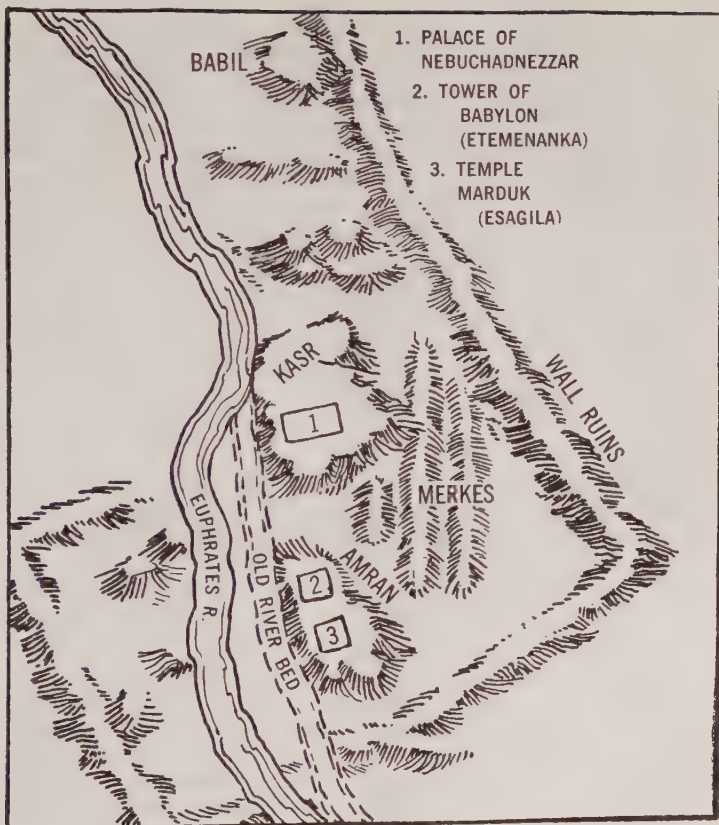 BABIL
1. PALACE OF
NEBUCHADNEZZAR
2. TOWER OF
BABYLON
(ETEMENANKA)
3. TEMPLE
MARDUK
(ESAGILA)
KASR
1
WALL RUINS
MERKES
EUPHRATES R.
OLD RIVER BED
AMRAN
2
3